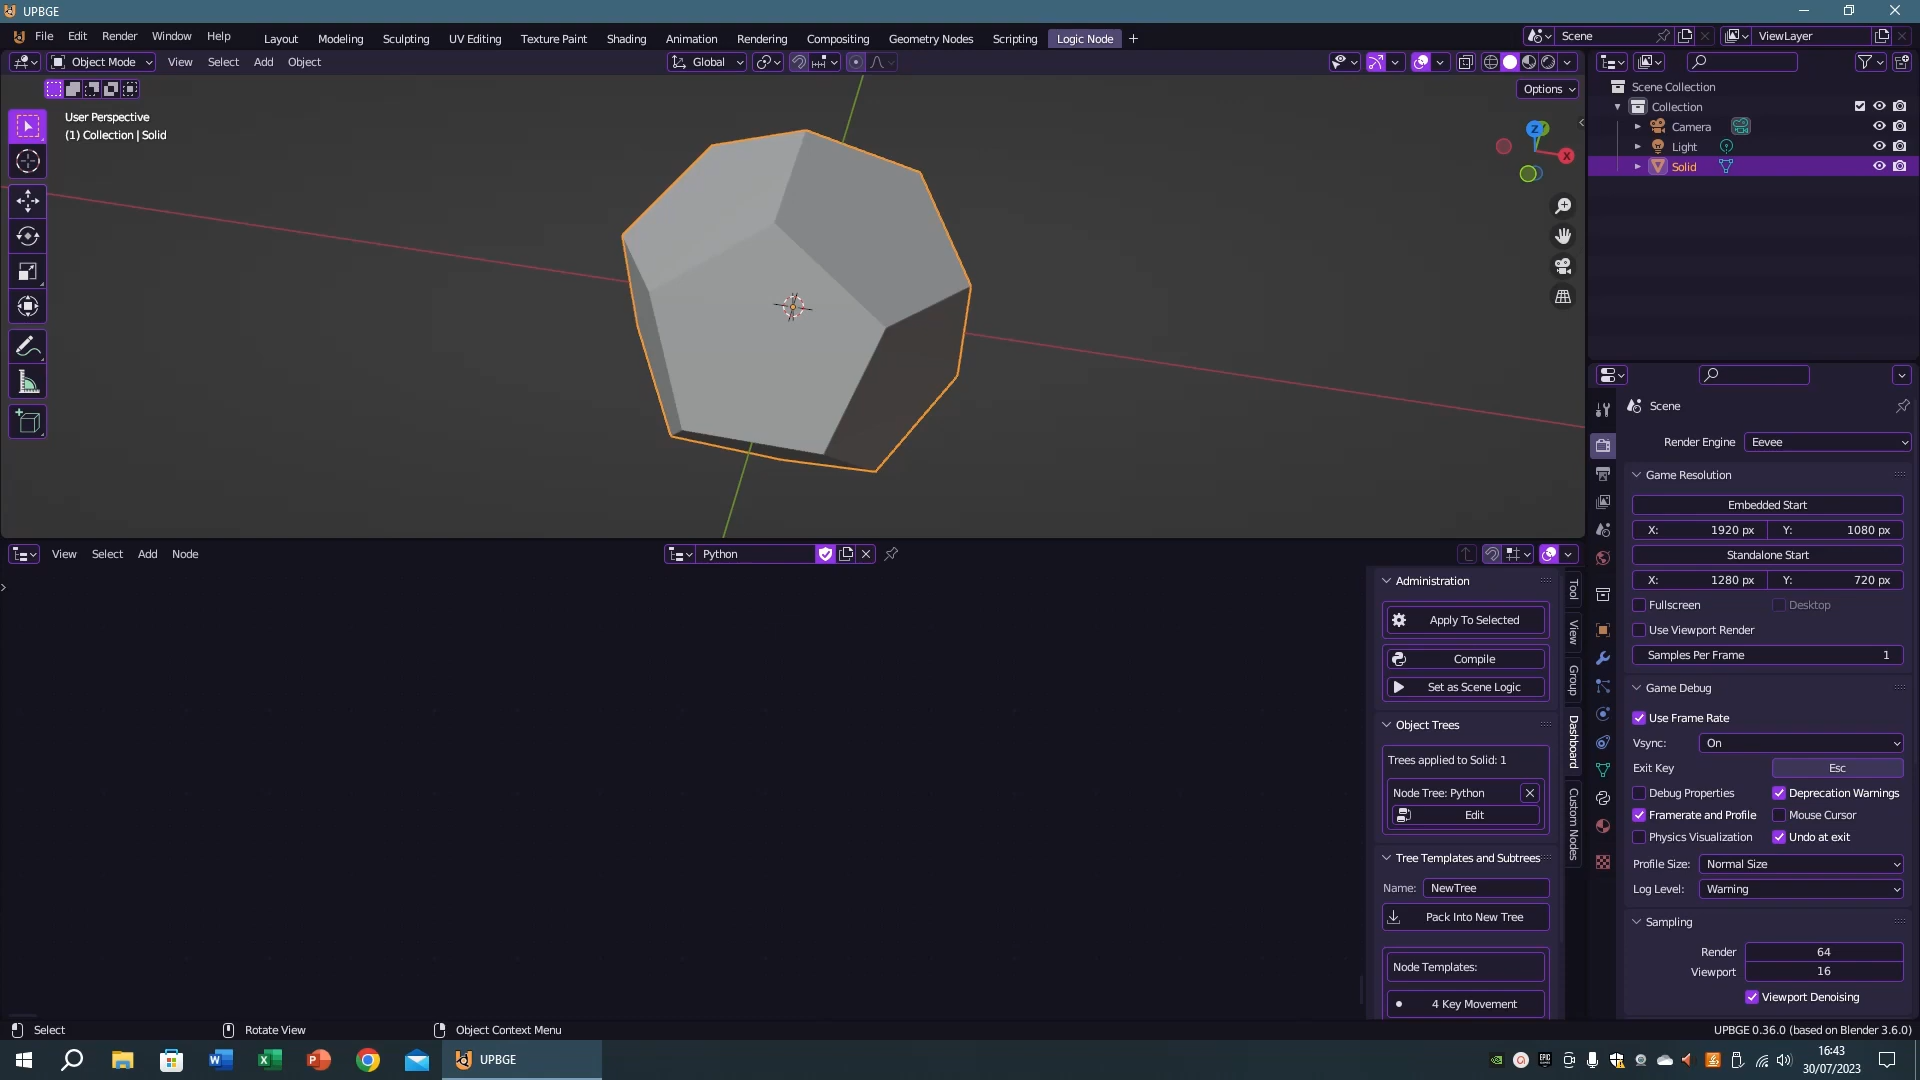 UPBGE
File Edit Render Window Help Layout Modeling Sculpting UV Editing Texture Paint Shading Animation Rendering Compositing Geometry Nodes Scripting Logic Node Scene ViewLayer
Object Mode View Select Add Object Global
Options
User Perspective
(1) Collection | Solid
Z
X
Scene Collection
Collection
Camera
Light
Solid
Scene
Render Engine Eevee
Game Resolution
Embedded Start
X: 1920 px Y: 1080 px
Standalone Start
X: 1280 px Y: 720 px
Fullscreen Desktop
Use Viewport Render
Samples Per Frame 1
Game Debug
Use Frame Rate
Vsync: On
Exit Key Esc
Debug Properties Deprecation Warnings
Framerate and Profile Mouse Cursor
Physics Visualization Undo at exit
Profile Size: Normal Size
Log Level: Warning
Sampling
Render 64
Viewport 16
Viewport Denoising
View Select Add Node Python
Administration
Apply To Selected
Compile
Set as Scene Logic
Object Trees
Trees applied to Solid: 1
Node Tree: Python
Edit
Tree Templates and Subtrees
Name: NewTree
Pack Into New Tree
Node Templates:
4 Key Movement
Tool
View
Group
Dashboard
Custom Nodes
Select Rotate View Object Context Menu UPBGE 0.36.0 (based on Blender 3.6.0)
UPBGE
16:43
30/07/2023